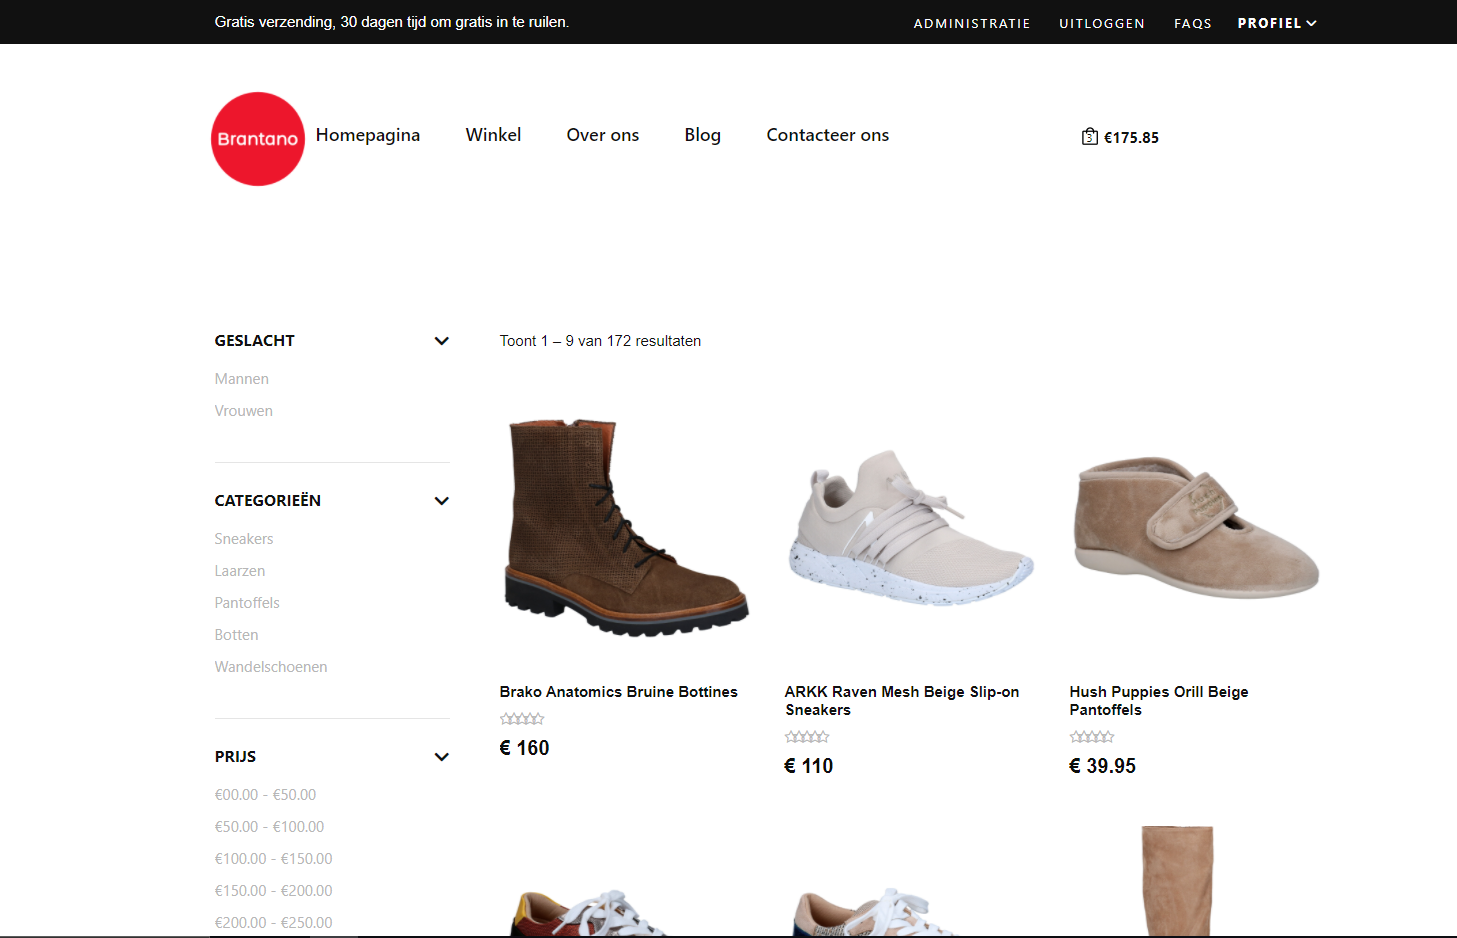 Gratis verzending, 30 dagen tijd om gratis in te ruilen.
ADMINISTRATIE UITLOGGEN FAQS PROFIEL
Brantano
Homepagina Winkel Over ons Blog Contacteer ons
3 €175.85
GESLACHT
Mannen
Vrouwen
CATEGORIEËN
Sneakers
Laarzen
Pantoffels
Botten
Wandelschoenen
PRIJS
€00.00 - €50.00
€50.00 - €100.00
€100.00 - €150.00
€150.00 - €200.00
€200.00 - €250.00
Toont 1 – 9 van 172 resultaten
Brako Anatomics Bruine Bottines
€ 160
ARKK Raven Mesh Beige Slip-on
Sneakers
€ 110
Hush Puppies Orill Beige
Pantoffels
€ 39.95